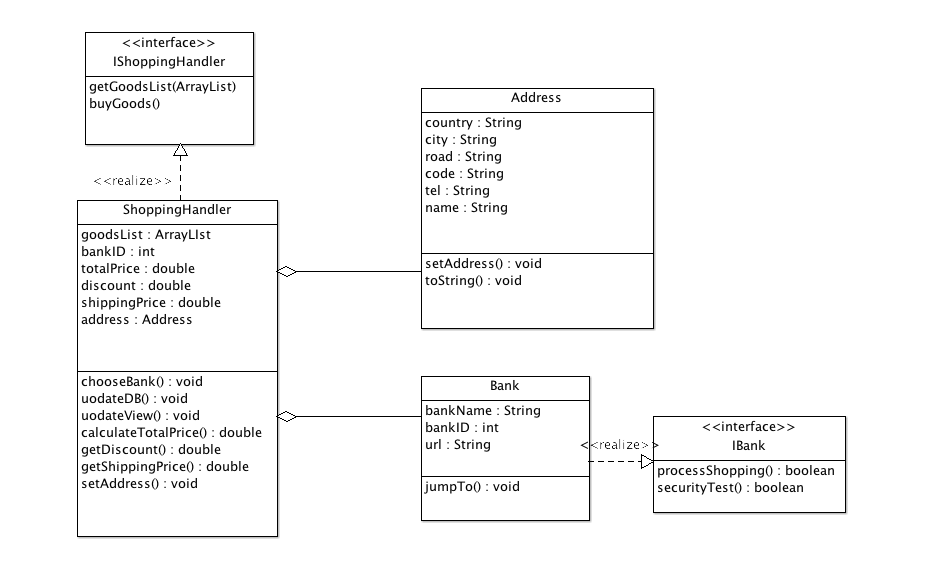 <<interface>>
IShoppingHandler
getGoodsList(ArrayList)
buyGoods()
<<realize>>
ShoppingHandler
goodsList : ArrayLIst
bankID : int
totalPrice : double
discount : double
shippingPrice : double
address : Address
chooseBank() : void
uodateDB() : void
uodateView() : void
calculateTotalPrice() : double
getDiscount() : double
getShippingPrice() : double
setAddress() : void
Address
country : String
city : String
road : String
code : String
tel : String
name : String
setAddress() : void
toString() : void
Bank
bankName : String
bankID : int
url : String
jumpTo() : void
<<realize>>
<<interface>>
IBank
processShopping() : boolean
securityTest() : boolean